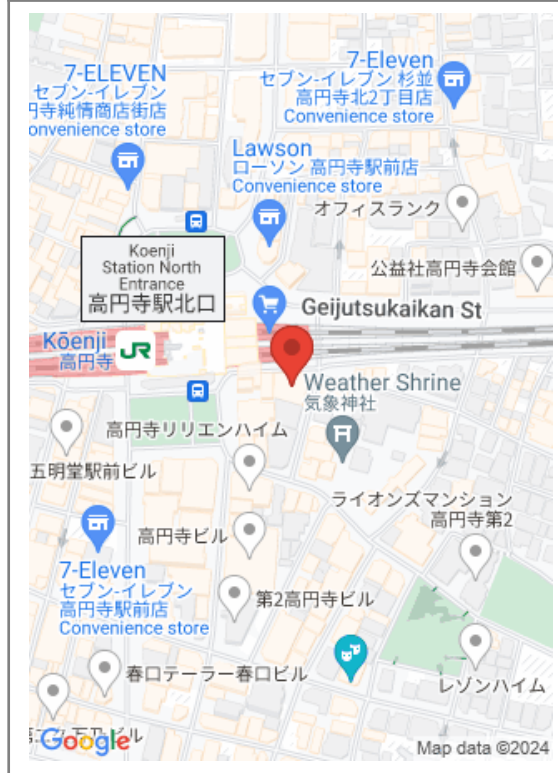 7-ELEVEN
セブン-イレブン
円寺純情商店街店
onvenience store
7-Eleven
セブン-イレブン 杉並
高円寺北2丁目店
Convenience store
Lawson
ローソン 高円寺駅前店
Convenience store
オフィスランク
Koenji
Station North
Entrance
高円寺駅北口
公益社高円寺会館
Geijutsukaikan St
Kōenji
高円寺
JR
Weather Shrine
気象神社
高円寺リリエンハイム
五明堂駅前ビル
ライオンズマンション
高円寺第2
高円寺ビル
7-Eleven
セブン-イレブン
高円寺駅前店
Convenience store
第2高円寺ビル
春口テーラー春口ビル
レゾンハイム
Google
Map data ©2024